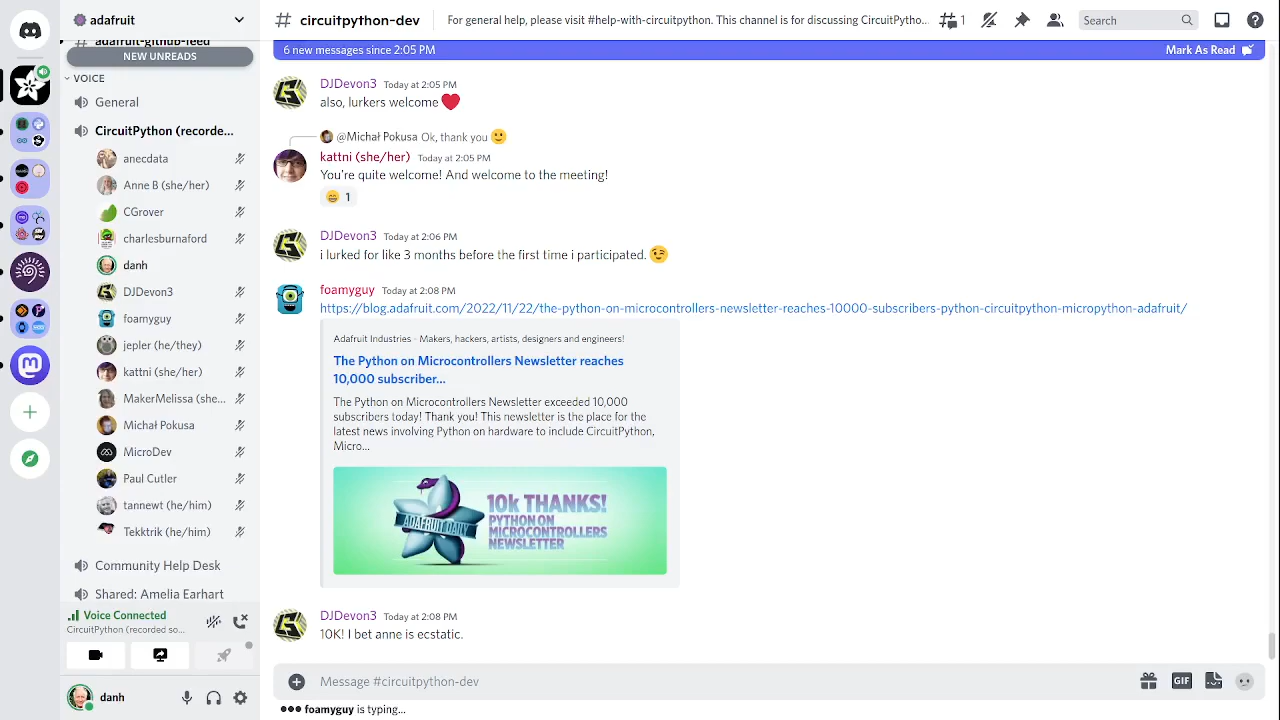 adafruit
adafruit-github-feed
NEW UNREADS
VOICE
General
CircuitPython (recorde...
anecdata
Anne B (she/her)
CGrover
charlesburnaford
danh
DJDevon3
foamyguy
jepler (he/they)
kattni (she/her)
MakerMelissa (she...
Michał Pokusa
MicroDev
Paul Cutler
tannewt (he/him)
Tekktrik (he/him)
Community Help Desk
Shared: Amelia Earhart
Voice Connected
CircuitPython (recorded so...
danh
# circuitpython-dev
For general help, please visit #help-with-circuitpython. This channel is for discussing CircuitPytho...
1
Search
6 new messages since 2:05 PM
Mark As Read
DJDevon3 Today at 2:05 PM
also, lurkers welcome ❤️
@Michał Pokusa Ok, thank you 🙂
kattni (she/her) Today at 2:05 PM
You're quite welcome! And welcome to the meeting!
😄 1
DJDevon3 Today at 2:06 PM
i lurked for like 3 months before the first time i participated. 😉
foamyguy Today at 2:08 PM
https://blog.adafruit.com/2022/11/22/the-python-on-microcontrollers-newsletter-reaches-10000-subscribers-python-circuitpython-micropython-adafruit/
Adafruit Industries - Makers, hackers, artists, designers and engineers!
The Python on Microcontrollers Newsletter reaches
10,000 subscriber...
The Python on Microcontrollers Newsletter exceeded 10,000
subscribers today! Thank you! This newsletter is the place for the
latest news involving Python on hardware to include CircuitPython,
Micro...
ADAFRUIT DAILY
10k THANKS!
PYTHON ON
MICROCONTROLLERS
NEWSLETTER
DJDevon3 Today at 2:08 PM
10K! I bet anne is ecstatic.
Message #circuitpython-dev
GIF
foamyguy is typing...